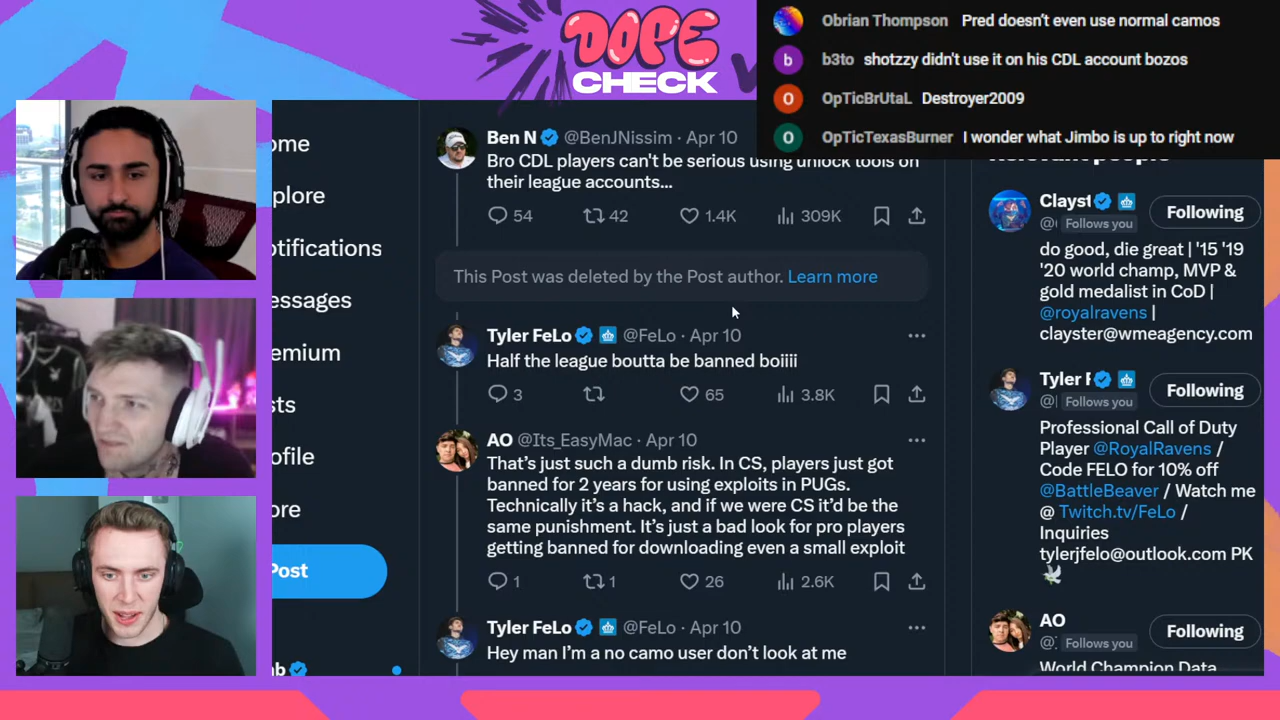 DOPE
CHECK
Obrian Thompson Pred doesn't even use normal camos
b b3to shotzzy didn't use it on his CDL account bozos
O OpTicBrUtaL Destroyer2009
O OpTicTexasBurner I wonder what Jimbo is up to right now
ome
plore
otifications
essages
emium
sts
ofile
ore
Post
Ben N @BenJNissim · Apr 10
Bro CDL players can't be serious using unlock tools on
their league accounts...
54 42 1.4K 309K
This Post was deleted by the Post author. Learn more
Tyler FeLo @FeLo · Apr 10
Half the league boutta be banned boiiii
3 65 3.8K
AO @Its_EasyMac · Apr 10
That's just such a dumb risk. In CS, players just got
banned for 2 years for using exploits in PUGs.
Technically it's a hack, and if we were CS it'd be the
same punishment. It's just a bad look for pro players
getting banned for downloading even a small exploit
1 1 26 2.6K
Tyler FeLo @FeLo · Apr 10
Hey man I'm a no camo user don't look at me
Relevant people
Clayst Following
@ Follows you
do good, die great | '15 '19
'20 world champ, MVP &
gold medalist in CoD |
@royalravens |
clayster@wmeagency.com
Tyler F Following
@ Follows you
Professional Call of Duty
Player @RoyalRavens /
Code FELO for 10% off
@BattleBeaver / Watch me
@ Twitch.tv/FeLo /
Inquiries
tylerjfelo@outlook.com PK
AO Following
@ Follows you
World Champion Data